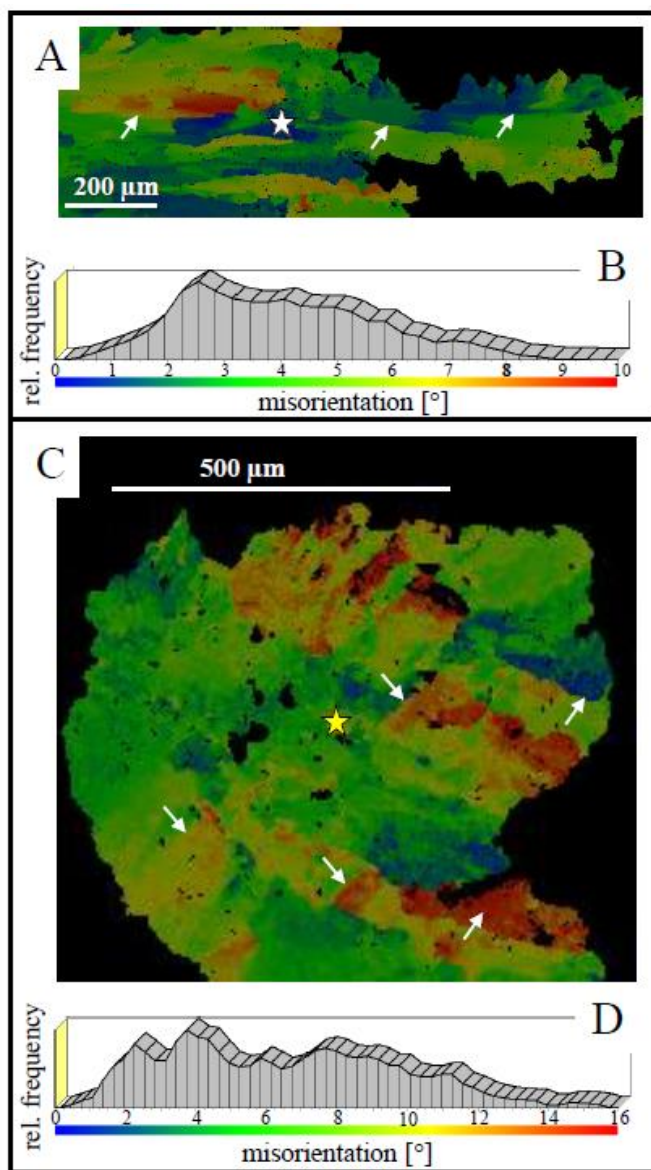 A
200 µm
B
rel. frequency
0 1 2 3 4 5 6 7 8 9 10
misorientation [°]
C
500 µm
D
rel. frequency
0 2 4 6 8 10 12 14 16
misorientation [°]